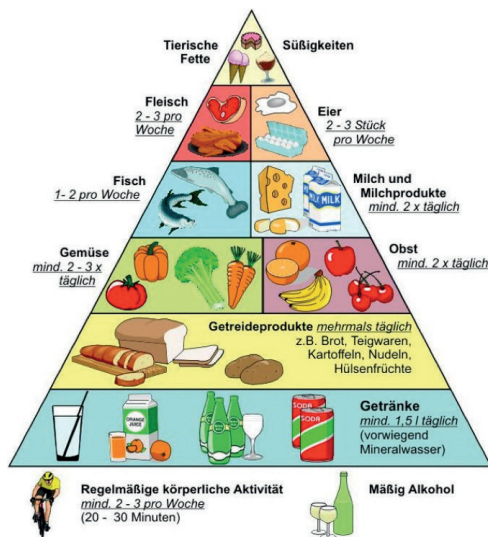 Tierische
Fette
Süßigkeiten
Fleisch
2 - 3 pro
Woche
Eier
2 - 3 Stück
pro Woche
Fisch
1- 2 pro Woche
Milch und
Milchprodukte
mind. 2 x täglich
MILK
MILK
Gemüse
mind. 2 - 3 x
täglich
Obst
mind. 2 x täglich
Getreideprodukte mehrmals täglich
z.B. Brot, Teigwaren,
Kartoffeln, Nudeln,
Hülsenfrüchte
ORANGE
JUICE
SODA
SODA
Getränke
mind. 1,5 l täglich
(vorwiegend
Mineralwasser)
Regelmäßige körperliche Aktivität
mind. 2 - 3 pro Woche
(20 - 30 Minuten)
Mäßig Alkohol